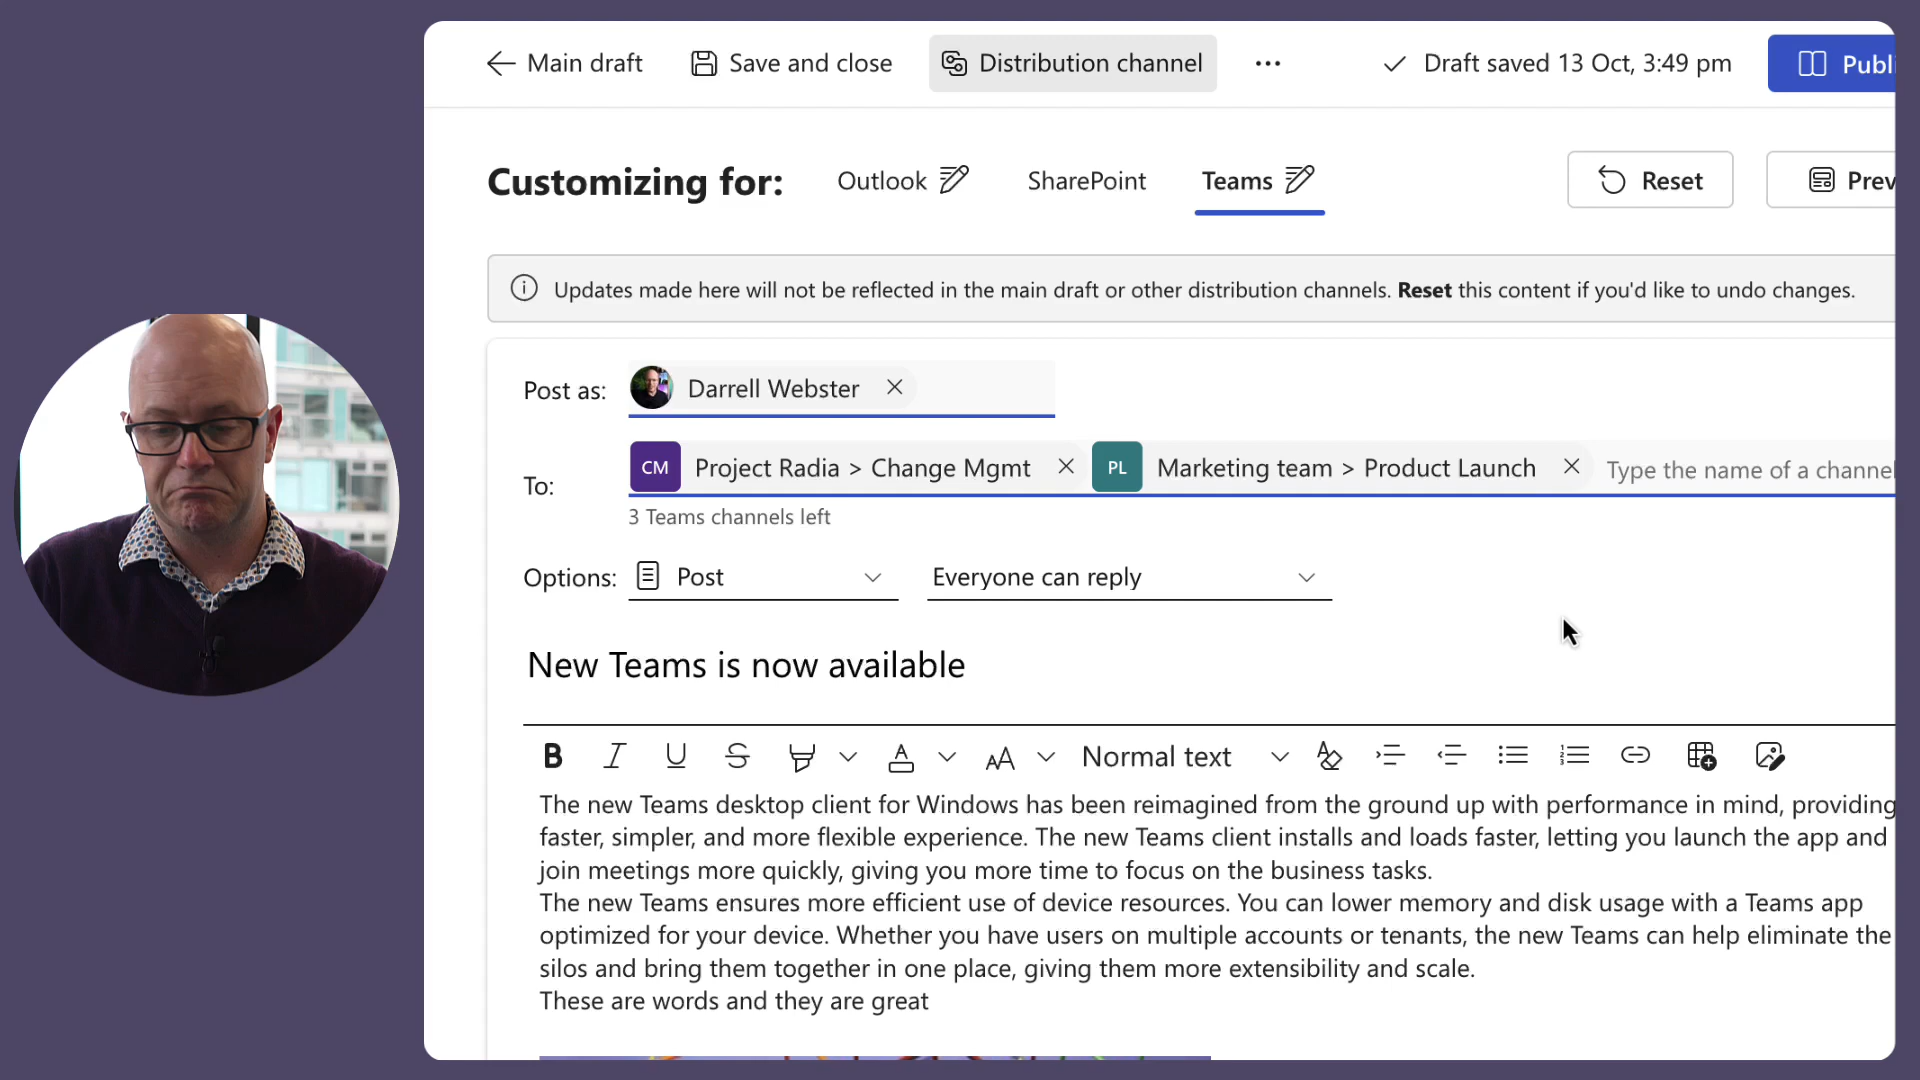 Main draft
Save and close
Distribution channel
Draft saved 13 Oct, 3:49 pm
Customizing for:
Outlook
SharePoint
Teams
Reset
Updates made here will not be reflected in the main draft or other distribution channels. Reset this content if you'd like to undo changes.
Post as:
Darrell Webster
To:
CM
Project Radia > Change Mgmt
PL
Marketing team > Product Launch
Type the name of a channel
3 Teams channels left
Options:
Post
Everyone can reply
New Teams is now available
Normal text
The new Teams desktop client for Windows has been reimagined from the ground up with performance in mind, providing
faster, simpler, and more flexible experience. The new Teams client installs and loads faster, letting you launch the app and
join meetings more quickly, giving you more time to focus on the business tasks.
The new Teams ensures more efficient use of device resources. You can lower memory and disk usage with a Teams app
optimized for your device. Whether you have users on multiple accounts or tenants, the new Teams can help eliminate the
silos and bring them together in one place, giving them more extensibility and scale.
These are words and they are great